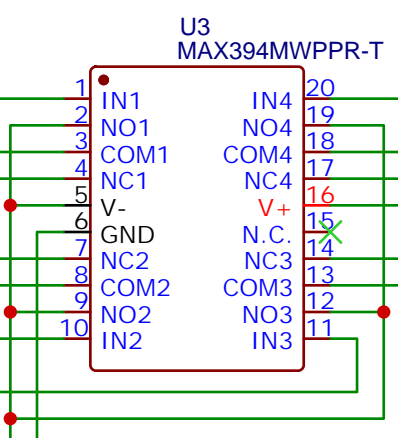 U3
MAX394MWPPR-T
1 IN1 IN4 20
2 NO1 NO4 19
3 COM1 COM4 18
4 NC1 NC4 17
5 V- V+ 16
6 GND N.C. 15
7 NC2 NC3 14
8 COM2 COM3 13
9 NO2 NO3 12
10 IN2 IN3 11